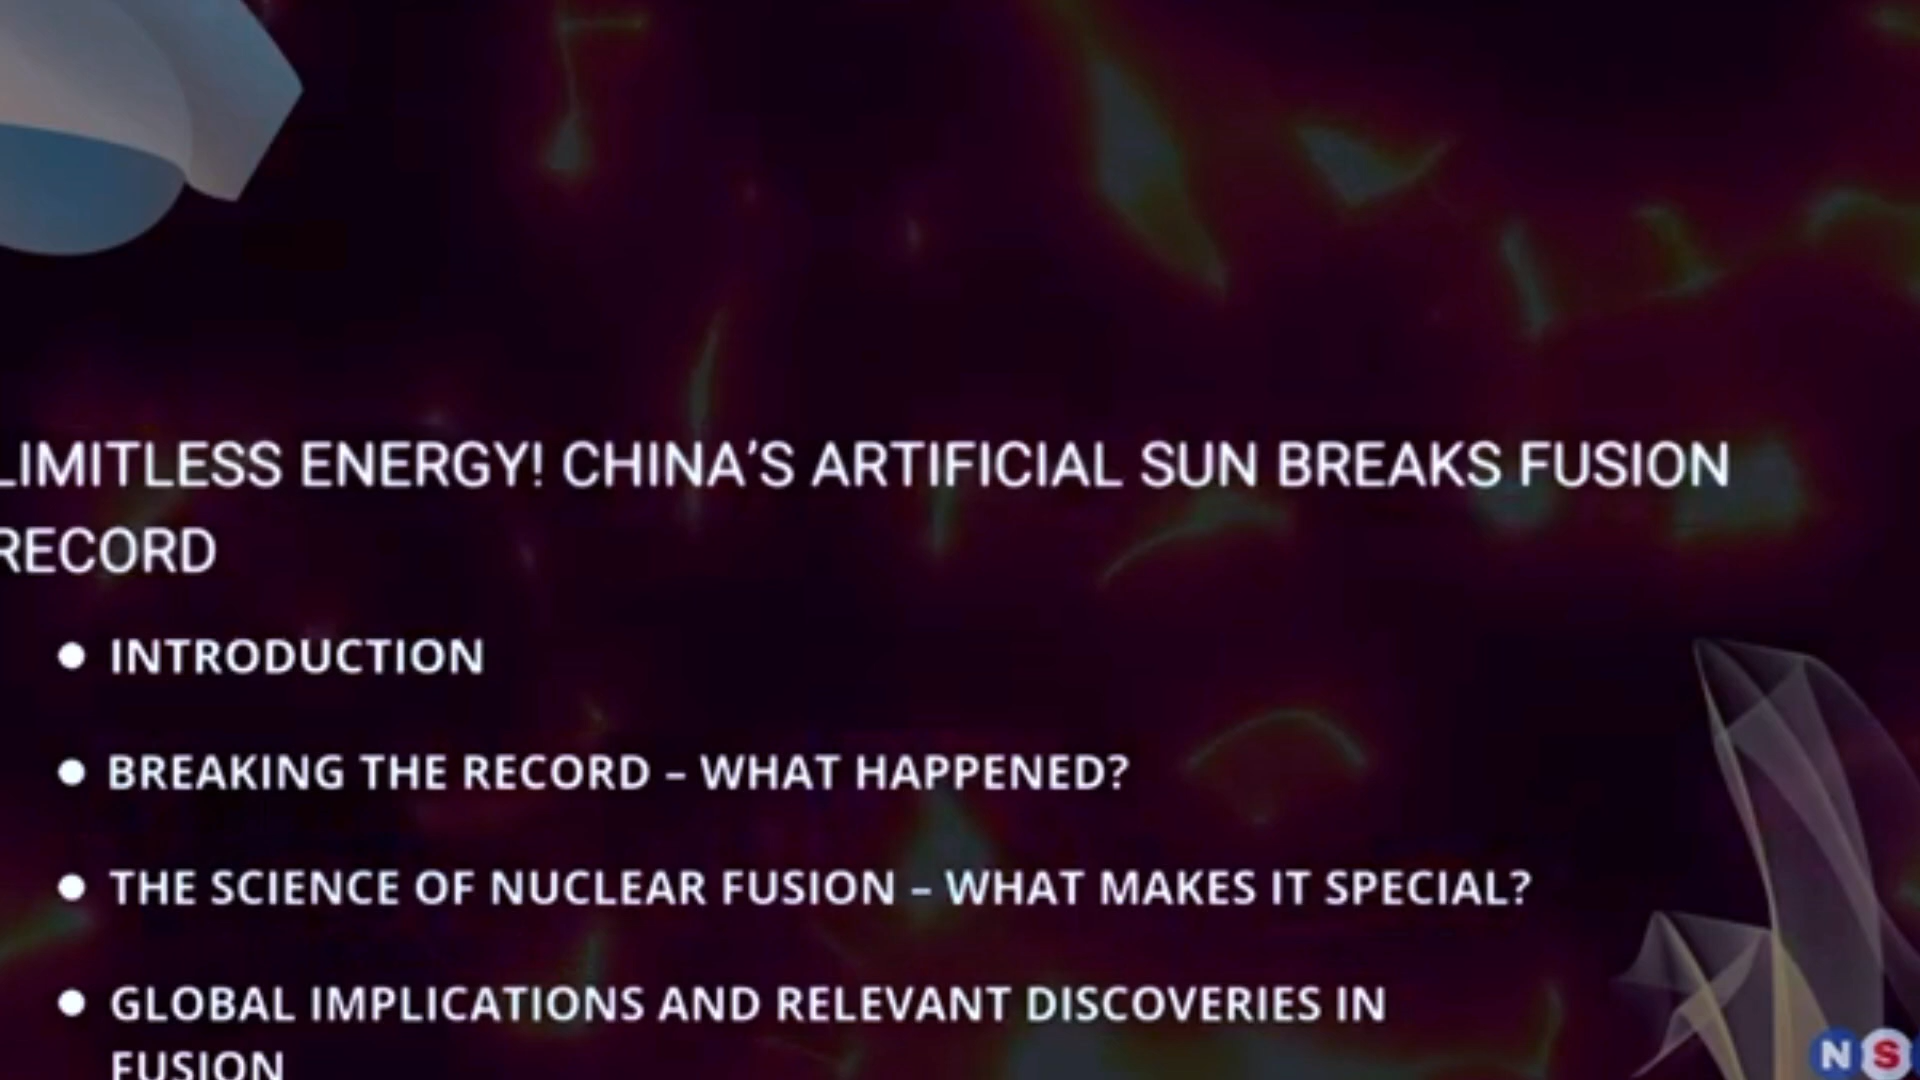 LIMITLESS ENERGY! CHINA'S ARTIFICIAL SUN BREAKS FUSION
RECORD
● INTRODUCTION
● BREAKING THE RECORD – WHAT HAPPENED?
● THE SCIENCE OF NUCLEAR FUSION – WHAT MAKES IT SPECIAL?
● GLOBAL IMPLICATIONS AND RELEVANT DISCOVERIES IN
FUSION
NS